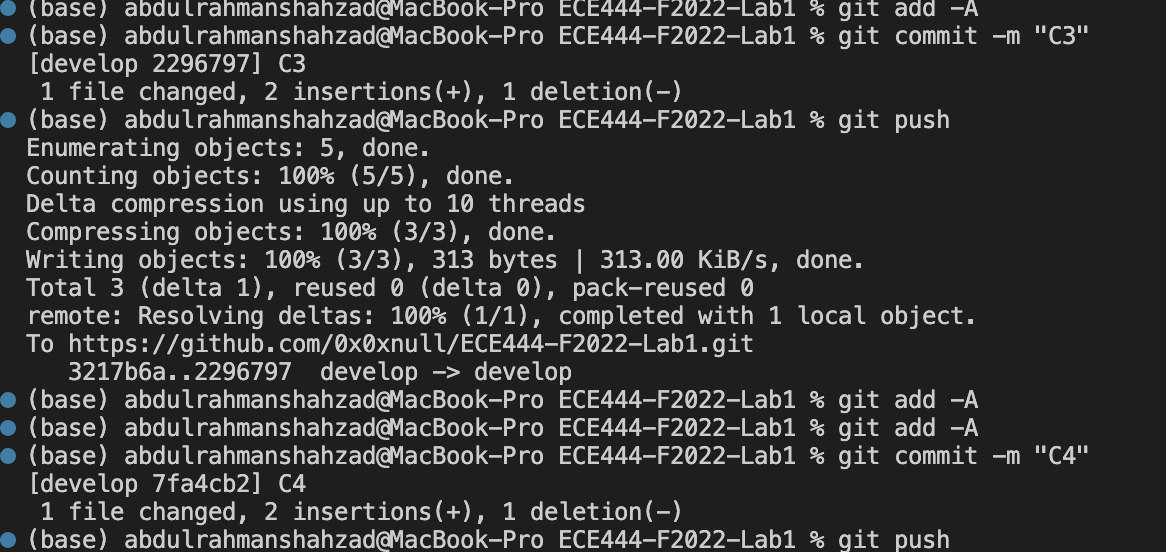 (base) abdulrahmanshahzad@MacBook-Pro ECE444-F2022-Lab1 % git add -A
(base) abdulrahmanshahzad@MacBook-Pro ECE444-F2022-Lab1 % git commit -m "C3"
[develop 2296797] C3
 1 file changed, 2 insertions(+), 1 deletion(-)
(base) abdulrahmanshahzad@MacBook-Pro ECE444-F2022-Lab1 % git push
Enumerating objects: 5, done.
Counting objects: 100% (5/5), done.
Delta compression using up to 10 threads
Compressing objects: 100% (3/3), done.
Writing objects: 100% (3/3), 313 bytes | 313.00 KiB/s, done.
Total 3 (delta 1), reused 0 (delta 0), pack-reused 0
remote: Resolving deltas: 100% (1/1), completed with 1 local object.
To https://github.com/0x0xnull/ECE444-F2022-Lab1.git
   3217b6a..2296797  develop -> develop
(base) abdulrahmanshahzad@MacBook-Pro ECE444-F2022-Lab1 % git add -A
(base) abdulrahmanshahzad@MacBook-Pro ECE444-F2022-Lab1 % git add -A
(base) abdulrahmanshahzad@MacBook-Pro ECE444-F2022-Lab1 % git commit -m "C4"
[develop 7fa4cb2] C4
 1 file changed, 2 insertions(+), 1 deletion(-)
(base) abdulrahmanshahzad@MacBook-Pro ECE444-F2022-Lab1 % git push